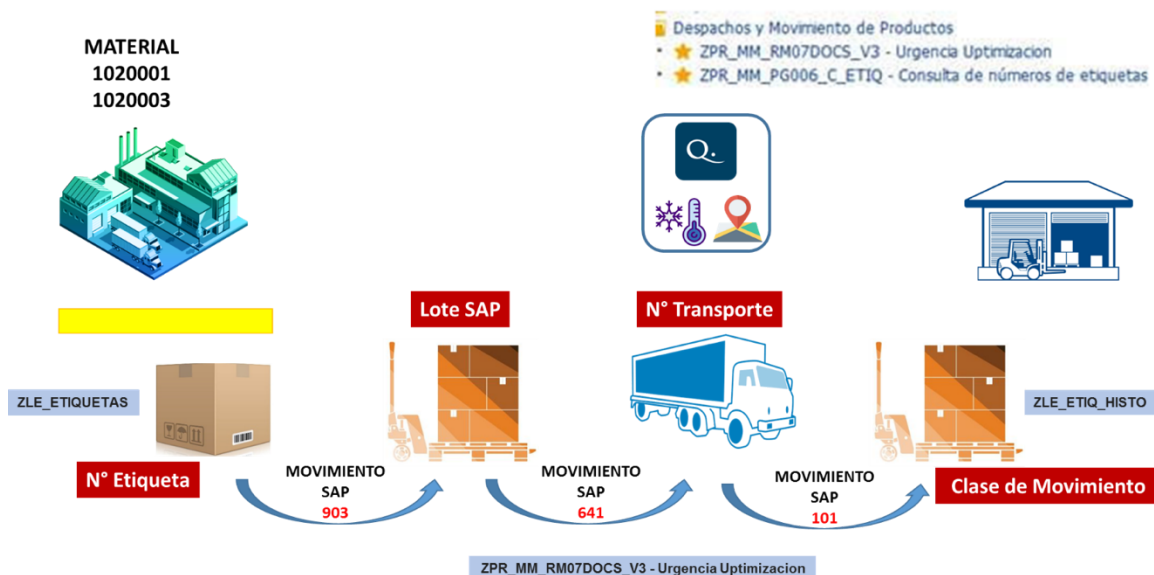 Despachos y Movimiento de Productos
ZPR_MM_RM07DOCS_V3 - Urgencia Uptimizacion
ZPR_MM_PG006_C_ETIQ - Consulta de números de etiquetas
MATERIAL
1020001
1020003
Q.
Lote SAP
N° Transporte
ZLE_ETIQUETAS
ZLE_ETIQ_HISTO
N° Etiqueta
Clase de Movimiento
MOVIMIENTO
SAP
903
MOVIMIENTO
SAP
641
MOVIMIENTO
SAP
101
ZPR_MM_RM07DOCS_V3 - Urgencia Uptimizacion